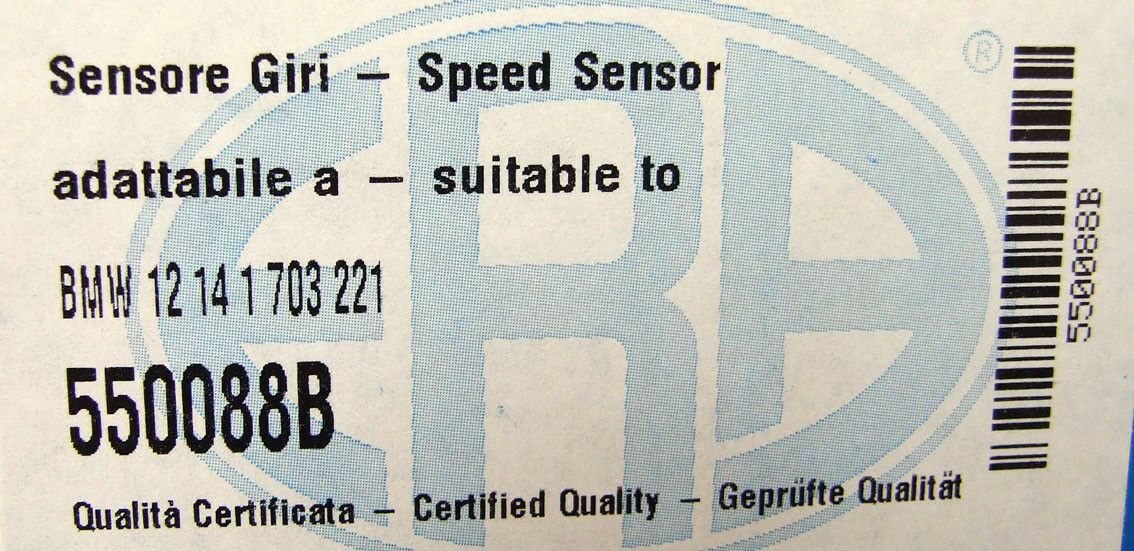 Sensore Giri – Speed Sensor
adattabile a – suitable to
BMW 12 14 1 703 221
550088B
Qualità Certificata – Certified Quality – Geprüfte Qualität
ERA ®
550088B